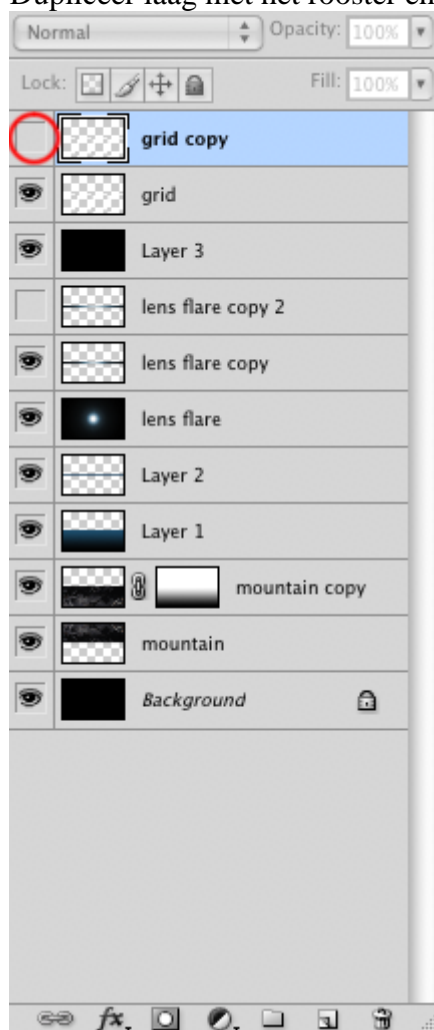 Dupliceer laag met het rooster en
Normal Opacity: 100%
Lock: Fill: 100%
grid copy
grid
Layer 3
lens flare copy 2
lens flare copy
lens flare
Layer 2
Layer 1
mountain copy
mountain
Background
fx.